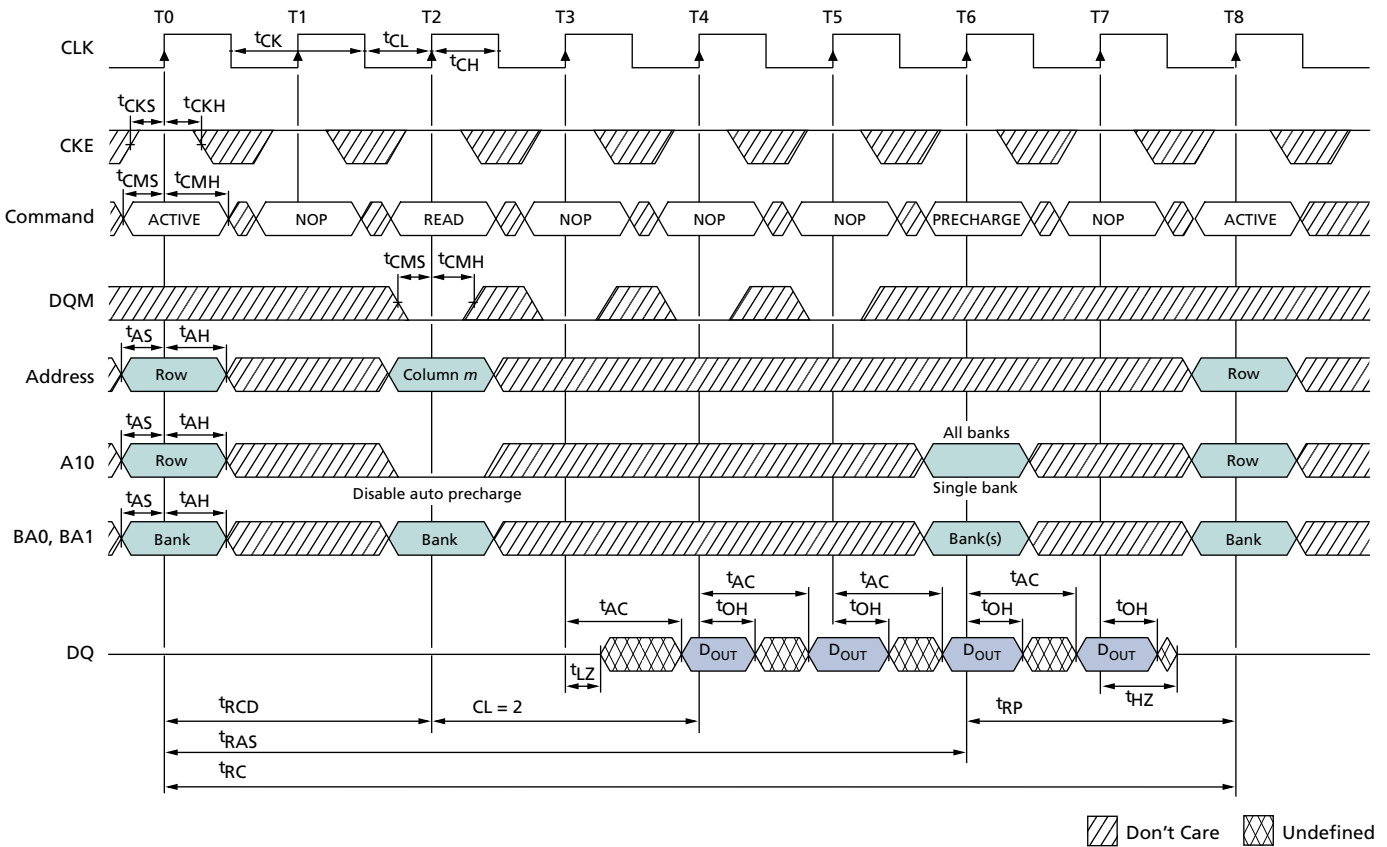 T0 T1 T2 T3 T4 T5 T6 T7 T8
CLK
tCK tCL tCH
tCKS tCKH
CKE
tCMS tCMH
Command ACTIVE NOP READ NOP NOP NOP PRECHARGE NOP ACTIVE
tCMS tCMH
DQM
tAS tAH
Address Row Column m Row
tAS tAH All banks
A10 Row Row
Disable auto precharge Single bank
tAS tAH
BA0, BA1 Bank Bank Bank(s) Bank
tAC tAC tAC tAC
tOH tOH tOH tOH
DQ DOUT DOUT DOUT DOUT
tLZ tHZ
tRCD CL = 2 tRP
tRAS
tRC
Don't Care Undefined